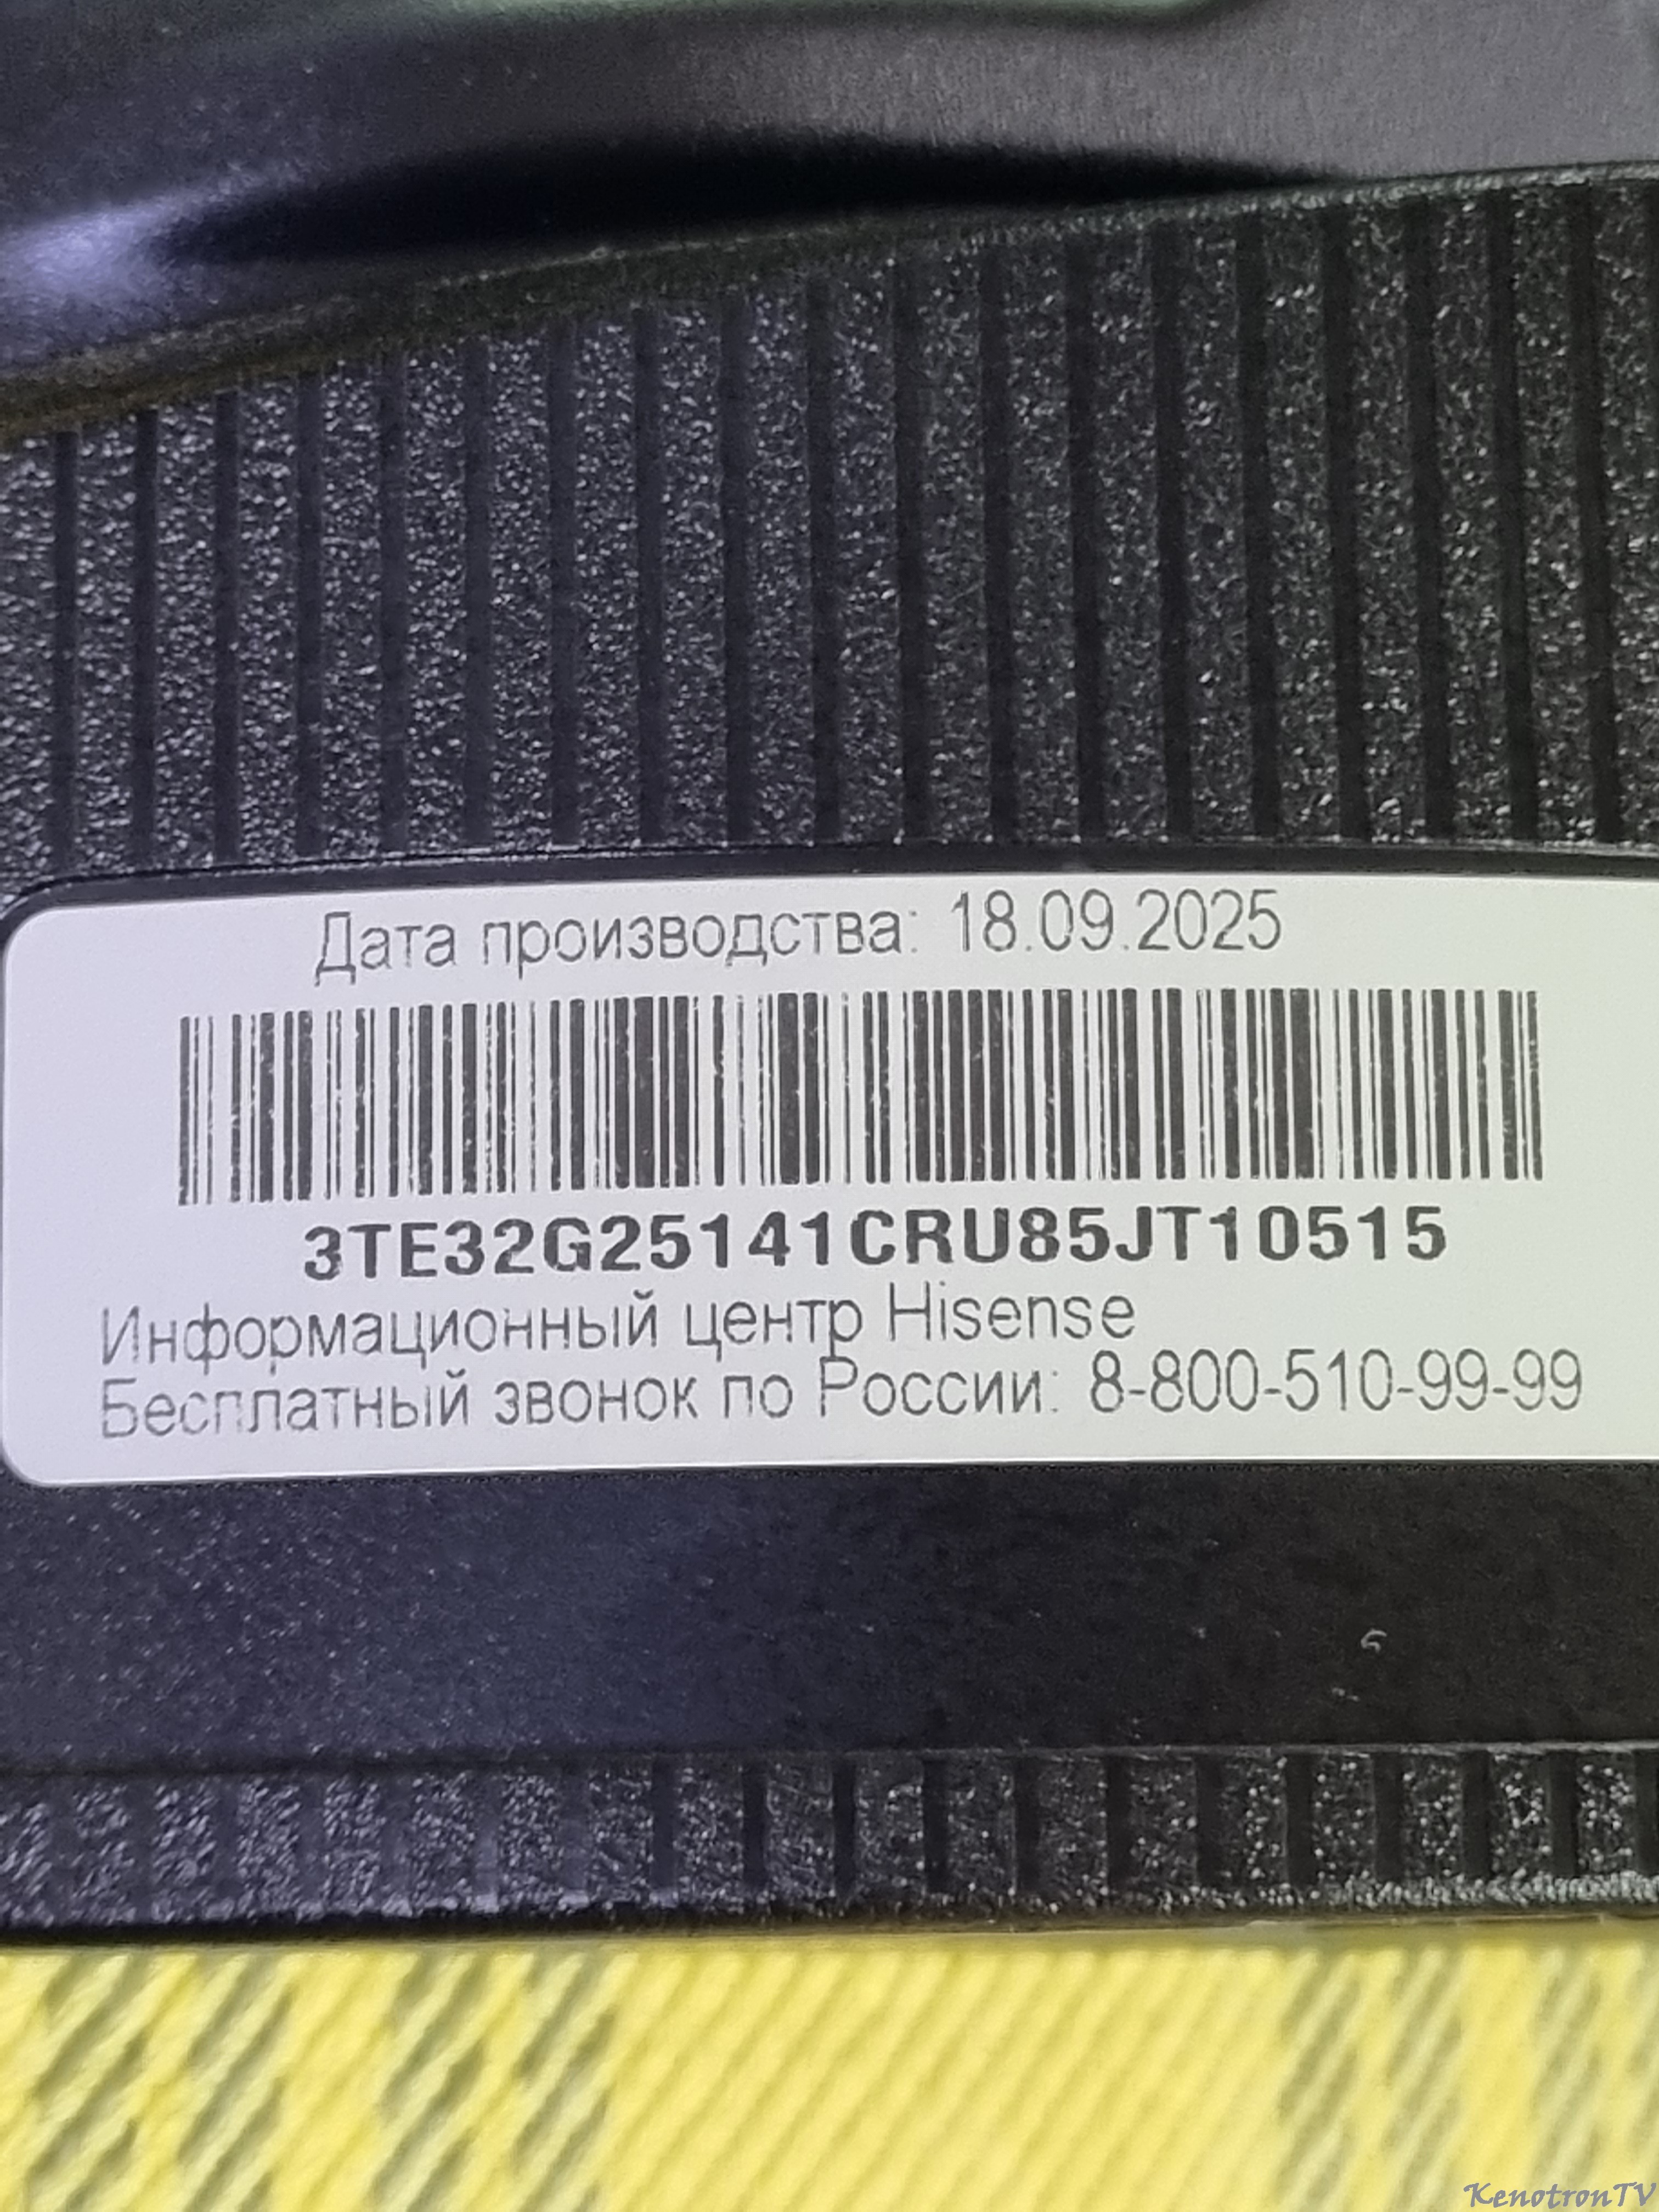 Дата производства: 18.09.2025
3TE32G25141CRU85JT10515
Информационный центр Hisense
Бесплатный звонок по России: 8-800-510-99-99
KenotronTV